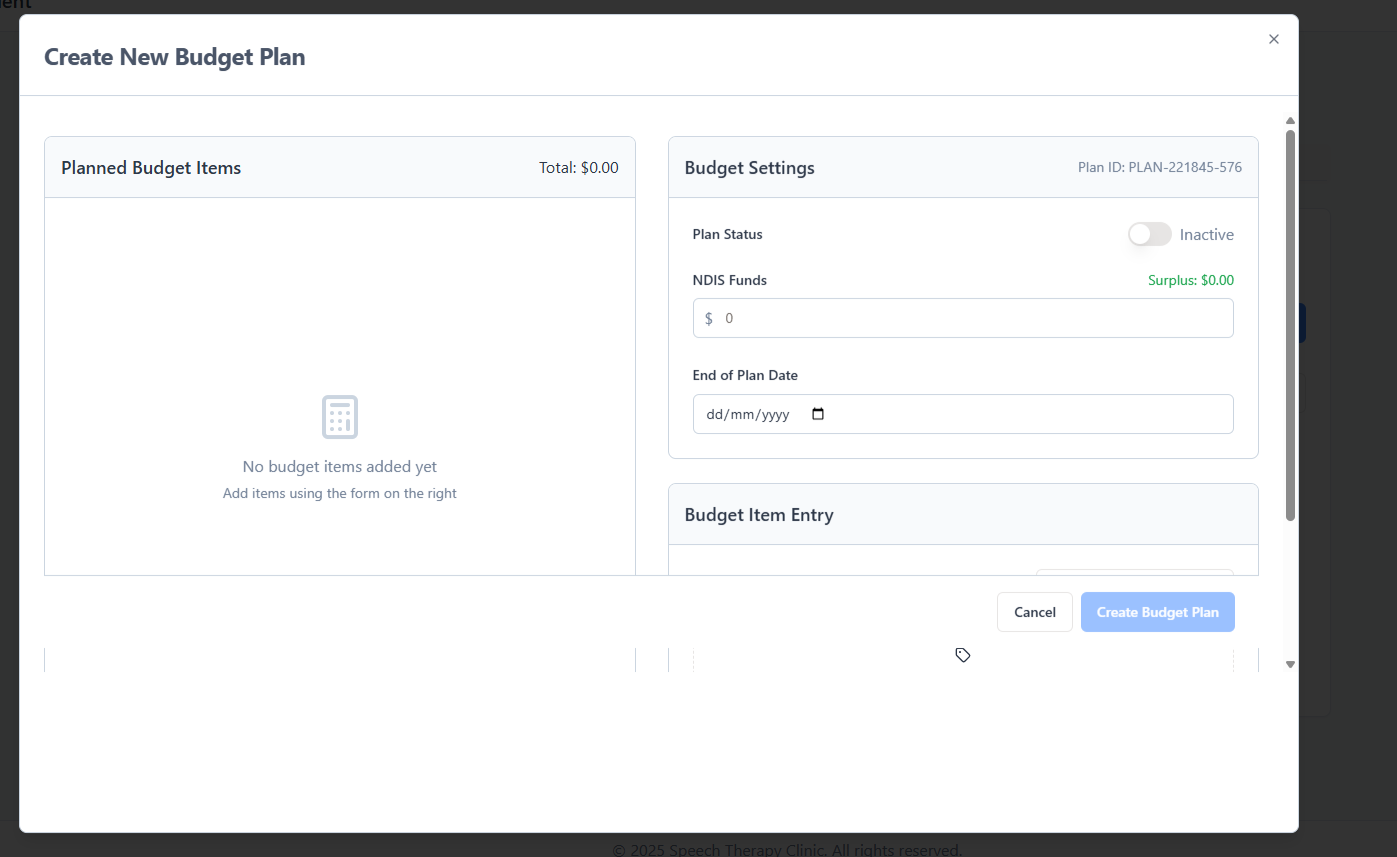 Create New Budget Plan
Planned Budget Items
Total: $0.00
No budget items added yet
Add items using the form on the right
Budget Settings
Plan ID: PLAN-221845-576
Plan Status
Inactive
NDIS Funds
Surplus: $0.00
$ 0
End of Plan Date
dd/mm/yyyy
Budget Item Entry
Cancel
Create Budget Plan
© 2025 Speech Therapy Clinic. All rights reserved.